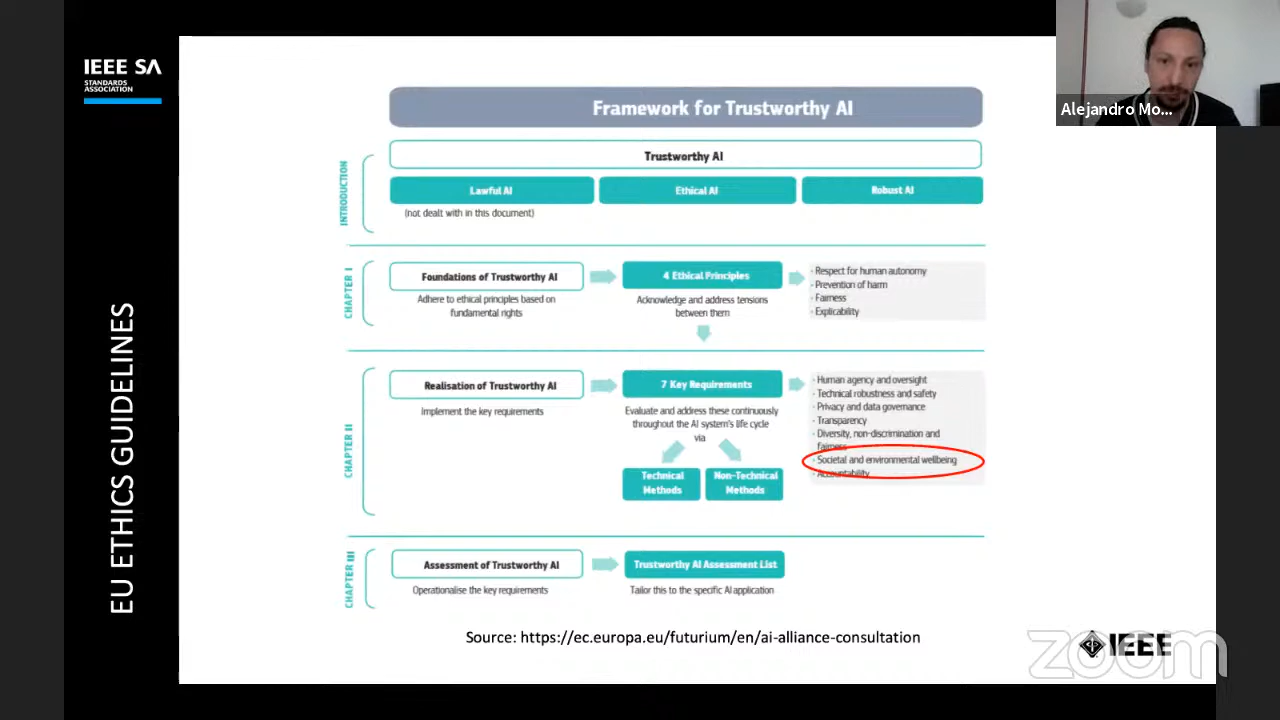 IEEE SA
STANDARDS
ASSOCIATION
EU ETHICS GUIDELINES
Alejandro Mo...
Framework for Trustworthy AI
INTRODUCTION
Trustworthy AI
Lawful AI
Ethical AI
Robust AI
(not dealt with in this document)
CHAPTER I
Foundations of Trustworthy AI
Adhere to ethical principles based on
fundamental rights
4 Ethical Principles
Acknowledge and address tensions
between them
· Respect for human autonomy
· Prevention of harm
· Fairness
· Explicability
CHAPTER II
Realisation of Trustworthy AI
Implement the key requirements
7 Key Requirements
Evaluate and address these continuously
throughout the AI system's life cycle
via
Technical
Methods
Non-Technical
Methods
· Human agency and oversight
· Technical robustness and safety
· Privacy and data governance
· Transparency
· Diversity, non-discrimination and
fairness
· Societal and environmental wellbeing
· Accountability
CHAPTER III
Assessment of Trustworthy AI
Operationalise the key requirements
Trustworthy AI Assessment List
Tailor this to the specific AI application
Source: https://ec.europa.eu/futurium/en/ai-alliance-consultation
IEEE
zoom